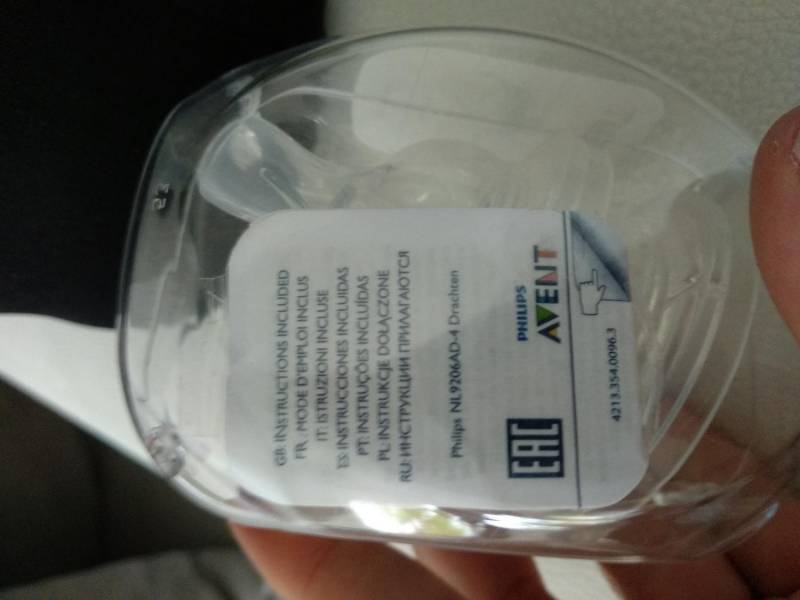 GB: INSTRUCTIONS INCLUDED
FR: MODE D'EMPLOI INCLUS
IT: ISTRUZIONI INCLUSE
ES: INSTRUCCIONES INCLUIDAS
PT: INSTRUÇÕES INCLUÍDAS
PL: INSTRUKCJE DOŁĄCZONE
RU: ИНСТРУКЦИИ ПРИЛАГАЮТСЯ
Philips NL9206AD-4 Drachten
EAC
PHILIPS
AVENT
4213.354.0096.3